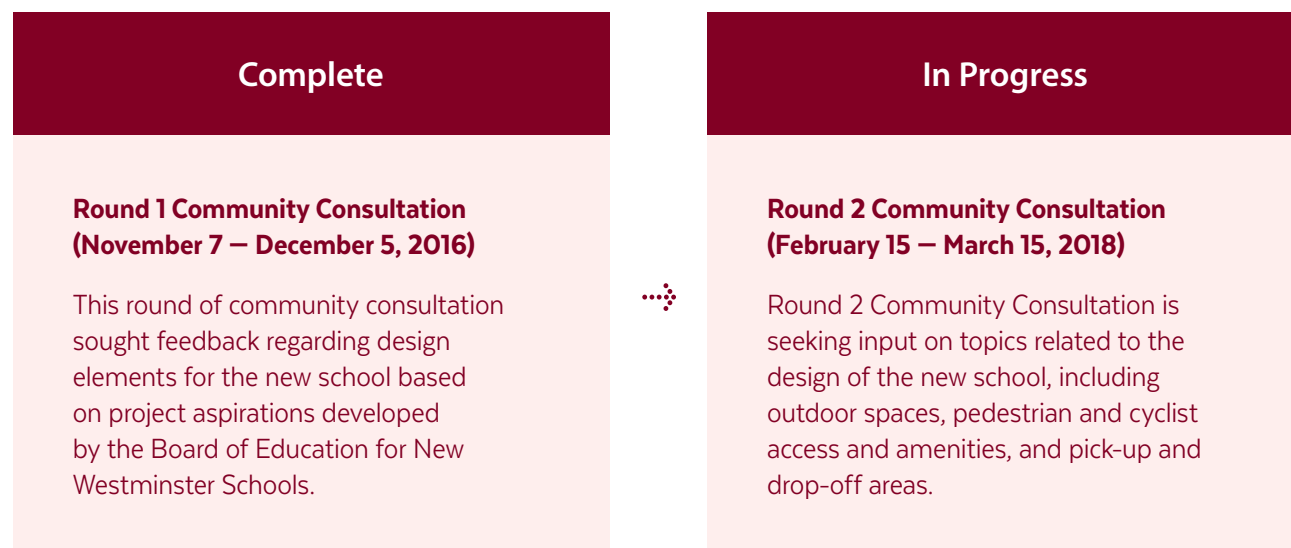 Complete
Round 1 Community Consultation
(November 7 – December 5, 2016)
This round of community consultation
sought feedback regarding design
elements for the new school based
on project aspirations developed
by the Board of Education for New
Westminster Schools.
In Progress
Round 2 Community Consultation
(February 15 – March 15, 2018)
Round 2 Community Consultation is
seeking input on topics related to the
design of the new school, including
outdoor spaces, pedestrian and cyclist
access and amenities, and pick-up and
drop-off areas.